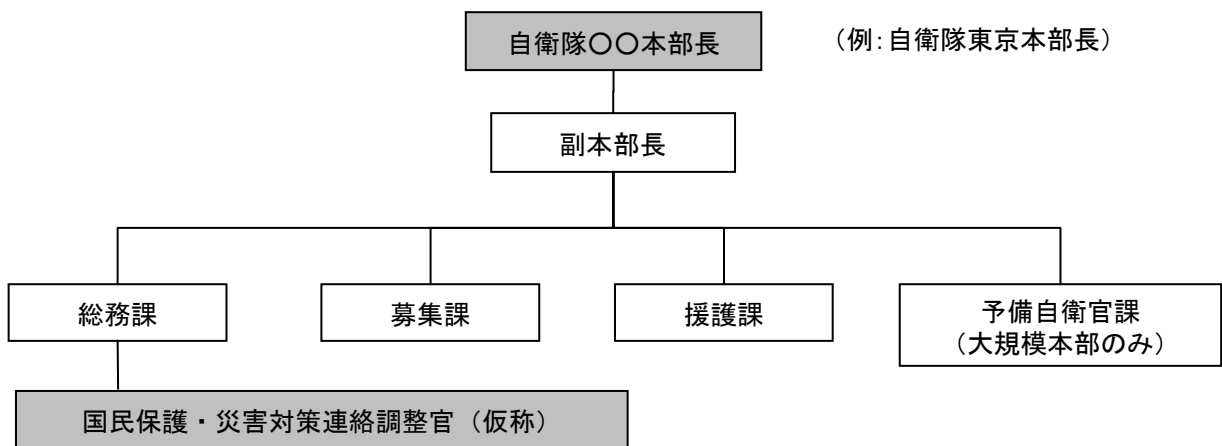 自衛隊〇〇本部長
（例：自衛隊東京本部長）
副本部長
総務課
募集課
援護課
予備自衛官課
（大規模本部のみ）
国民保護・災害対策連絡調整官（仮称）